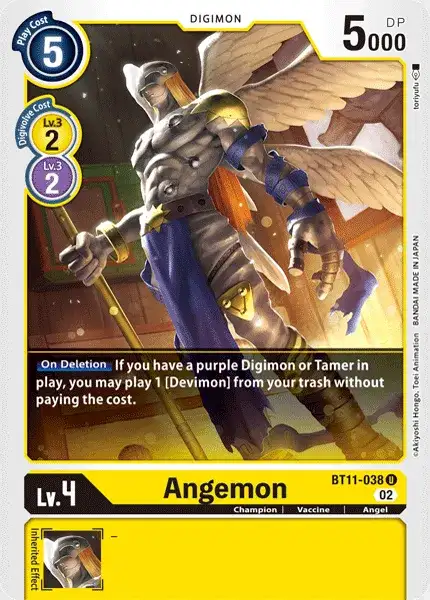 Play Cost
5
DIGIMON
DP
5000
Digivolve Cost
Lv.3
2
Lv.3
2
toriyufu
©Akiyoshi Hongo, Toei Animation BANDAI MADE IN JAPAN
On Deletion If you have a purple Digimon or Tamer in
play, you may play 1 [Devimon] from your trash without
paying the cost.
Lv.4
Angemon
BT11-038 U
02
Champion | Vaccine | Angel
Inherited Effect
–